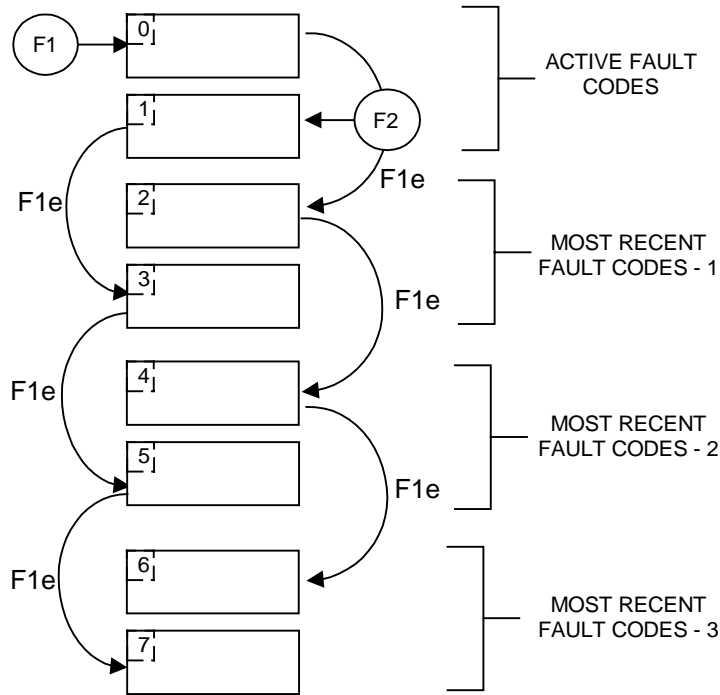 F1
0
ACTIVE FAULT
CODES
1
F2
F1e
F1e
2
MOST RECENT
FAULT CODES - 1
3
F1e
4
F1e
MOST RECENT
FAULT CODES - 2
5
F1e
6
F1e
MOST RECENT
FAULT CODES - 3
7